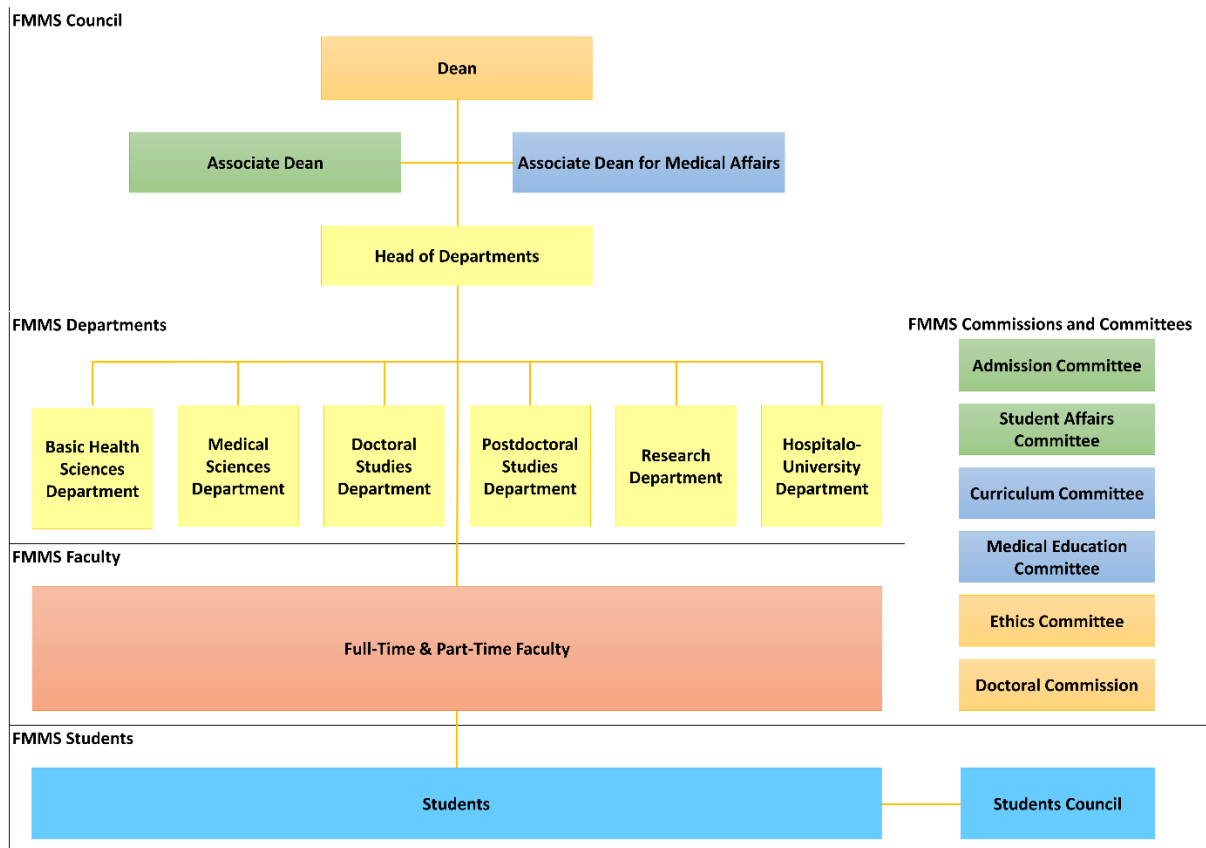 FMMS Council
Dean
Associate Dean
Associate Dean for Medical Affairs
Head of Departments
FMMS Departments
Basic Health
Sciences
Department
Medical
Sciences
Department
Doctoral
Studies
Department
Postdoctoral
Studies
Department
Research
Department
Hospitalo-
University
Department
FMMS Commissions and Committees
Admission Committee
Student Affairs
Committee
Curriculum Committee
Medical Education
Committee
Ethics Committee
Doctoral Commission
FMMS Faculty
Full-Time & Part-Time Faculty
FMMS Students
Students
Students Council